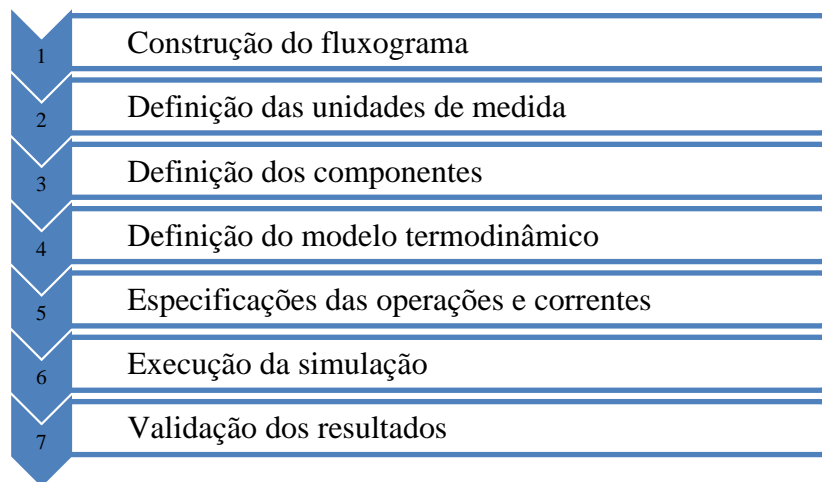 1 Construção do fluxograma
2 Definição das unidades de medida
3 Definição dos componentes
4 Definição do modelo termodinâmico
5 Especificações das operações e correntes
6 Execução da simulação
7 Validação dos resultados